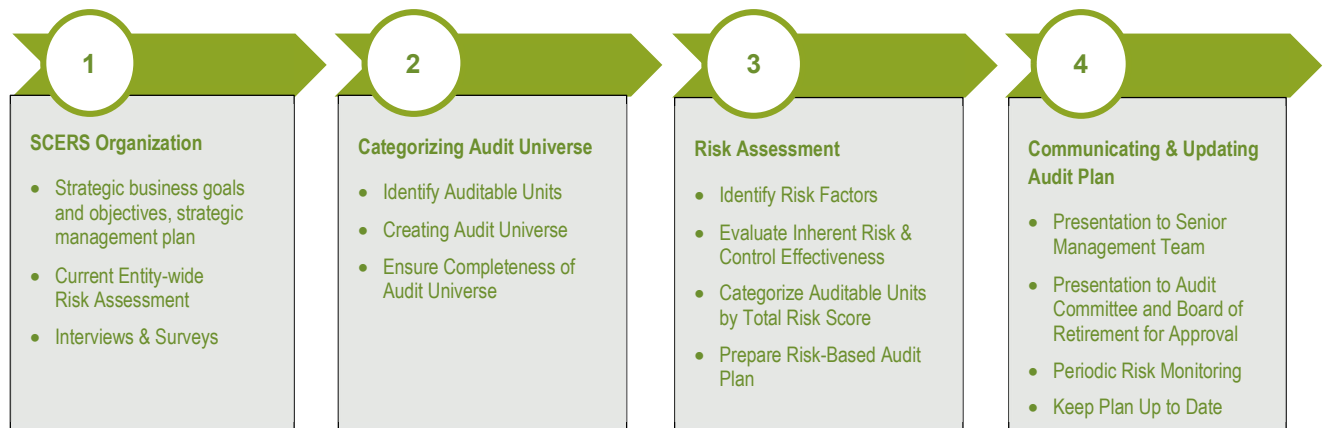 1
SCERS Organization
• Strategic business goals
and objectives, strategic
management plan
• Current Entity-wide
Risk Assessment
• Interviews & Surveys
2
Categorizing Audit Universe
• Identify Auditable Units
• Creating Audit Universe
• Ensure Completeness of
Audit Universe
3
Risk Assessment
• Identify Risk Factors
• Evaluate Inherent Risk &
Control Effectiveness
• Categorize Auditable Units
by Total Risk Score
• Prepare Risk-Based Audit
Plan
4
Communicating & Updating
Audit Plan
• Presentation to Senior
Management Team
• Presentation to Audit
Committee and Board of
Retirement for Approval
• Periodic Risk Monitoring
• Keep Plan Up to Date